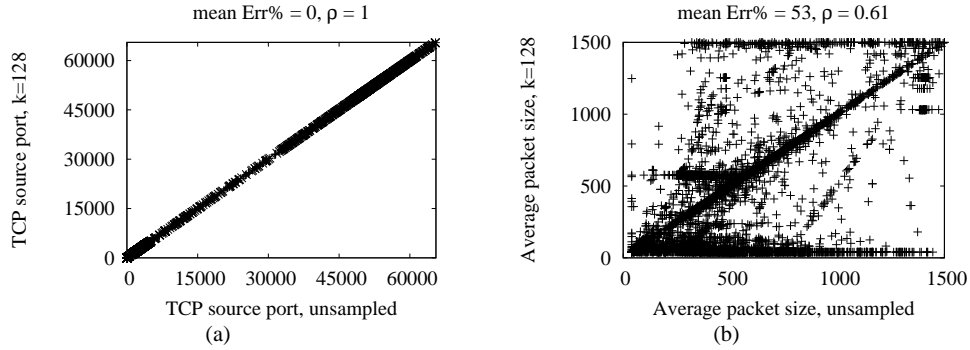 mean Err% = 0, ρ = 1
TCP source port, k=128
60000
45000
30000
15000
0
0 15000 30000 45000 60000
TCP source port, unsampled
(a)
mean Err% = 53, ρ = 0.61
Average packet size, k=128
1500
1000
500
0
0 500 1000 1500
Average packet size, unsampled
(b)